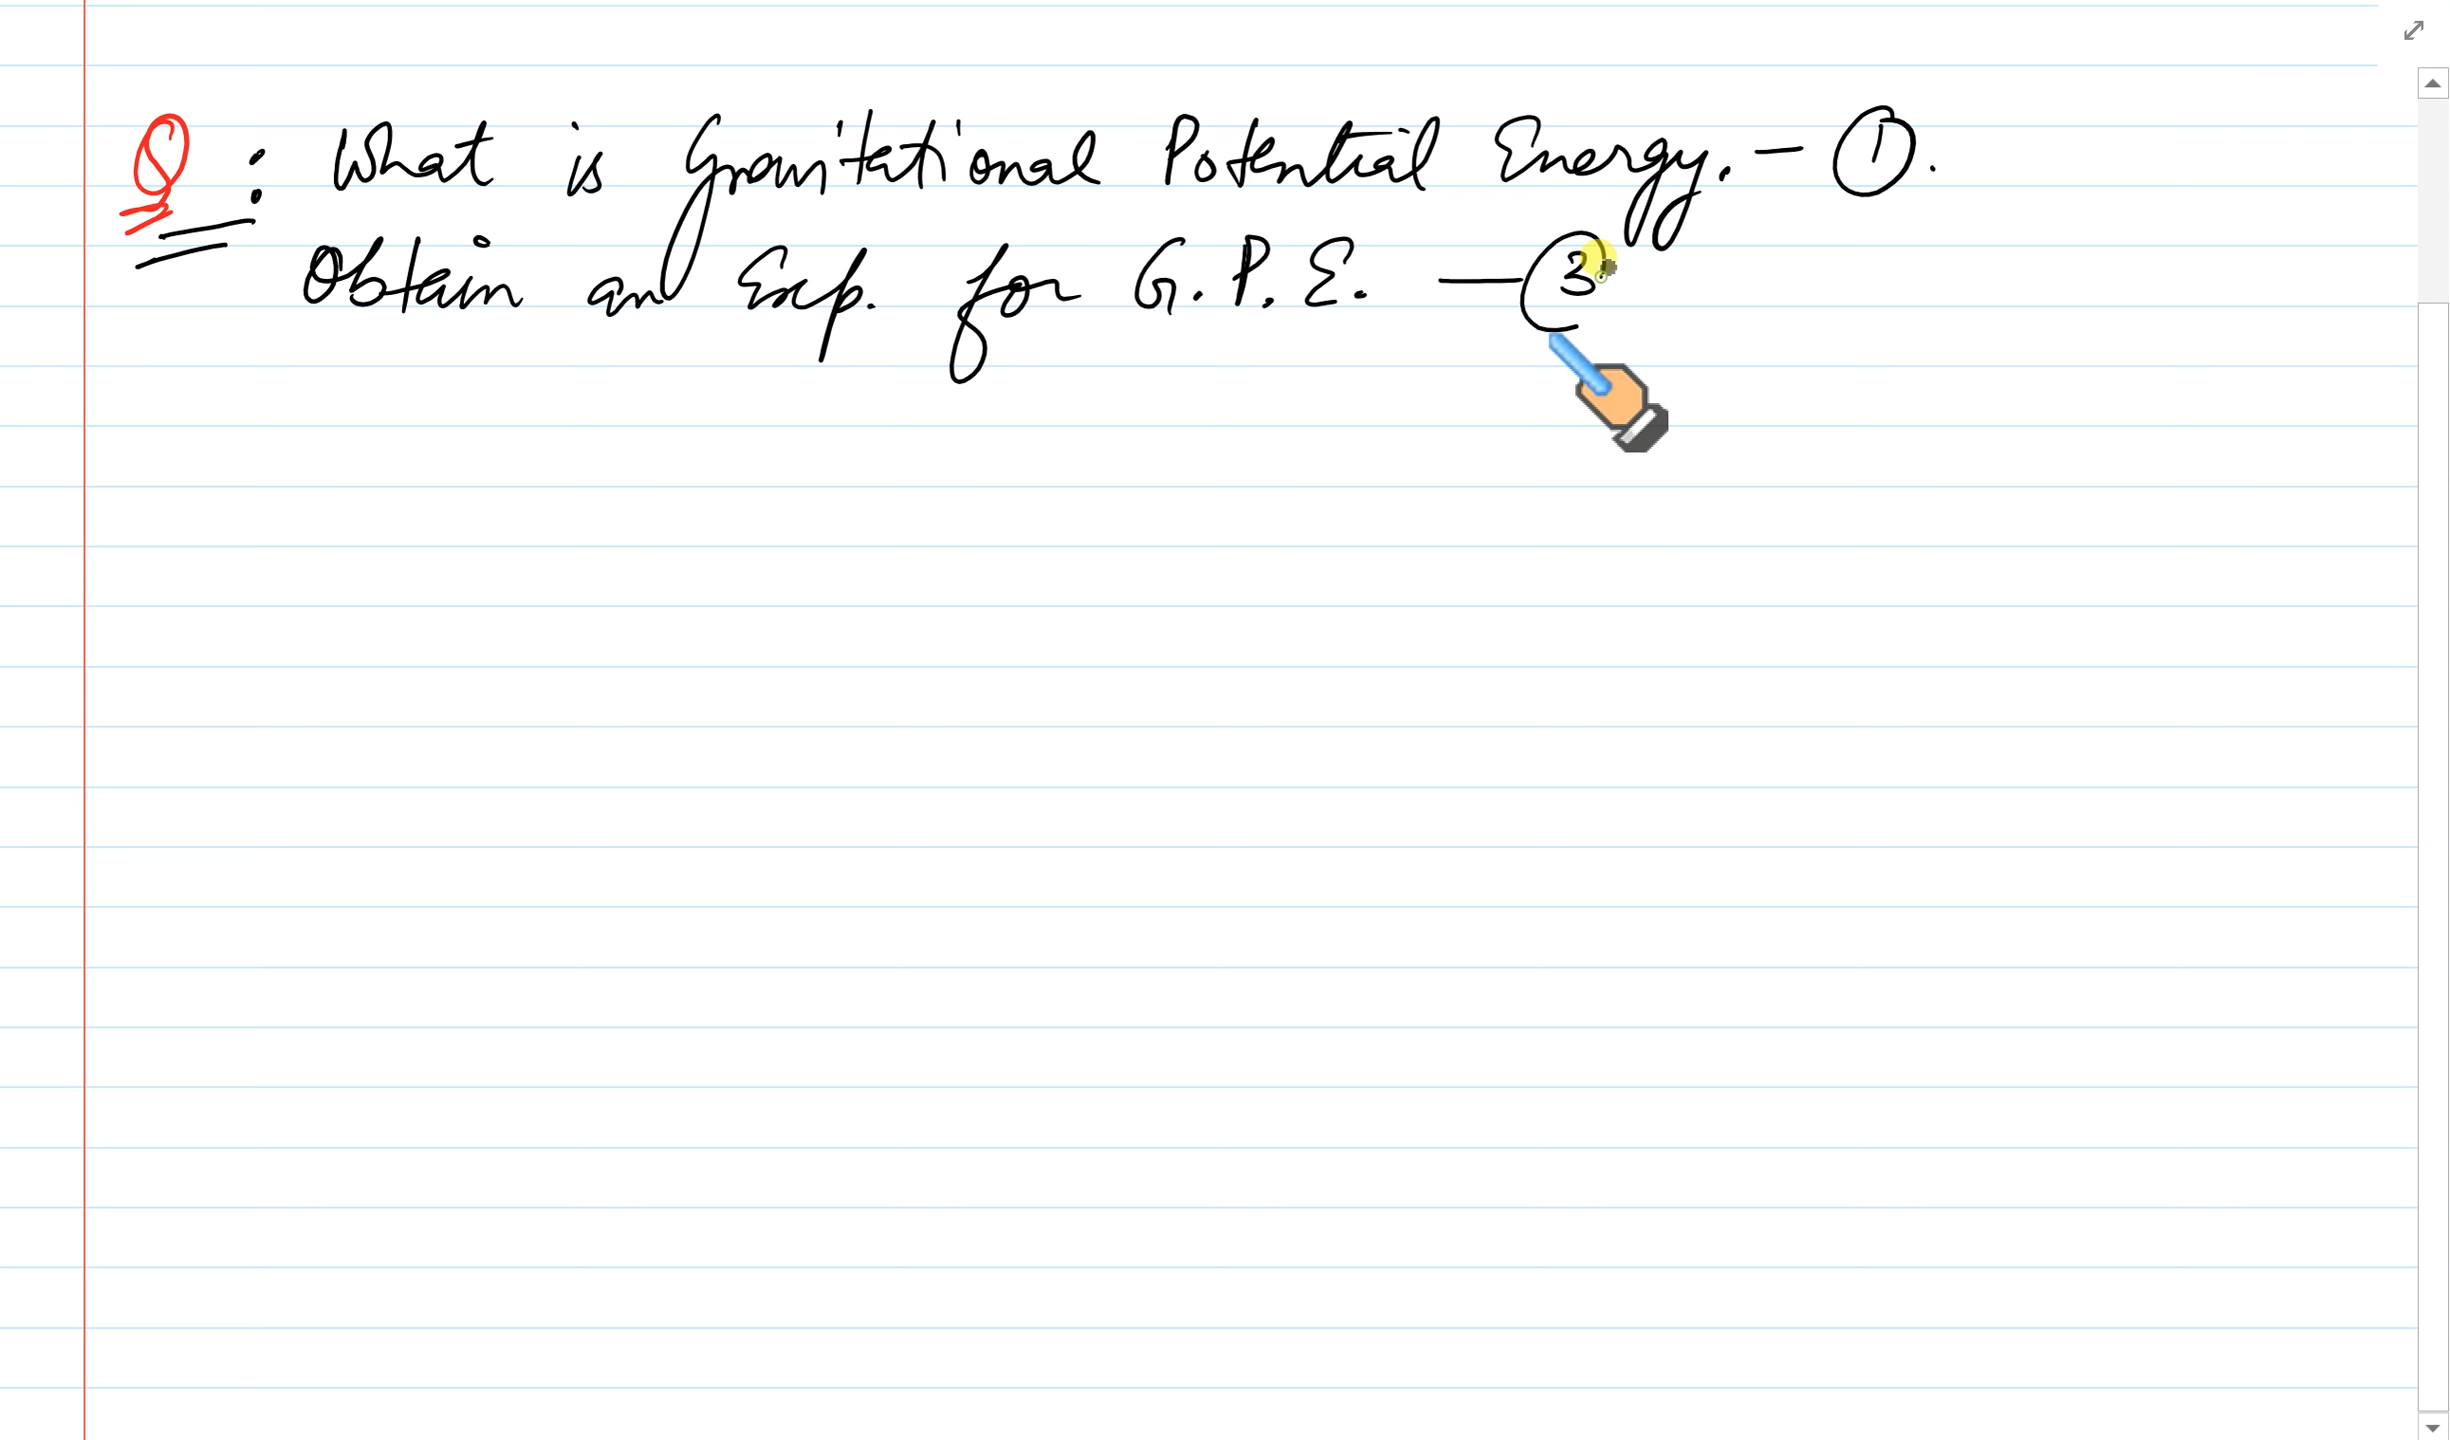 Q: What is Gravitational Potential Energy. - ①.
Obtain an Exp. for G.P.E. — ③